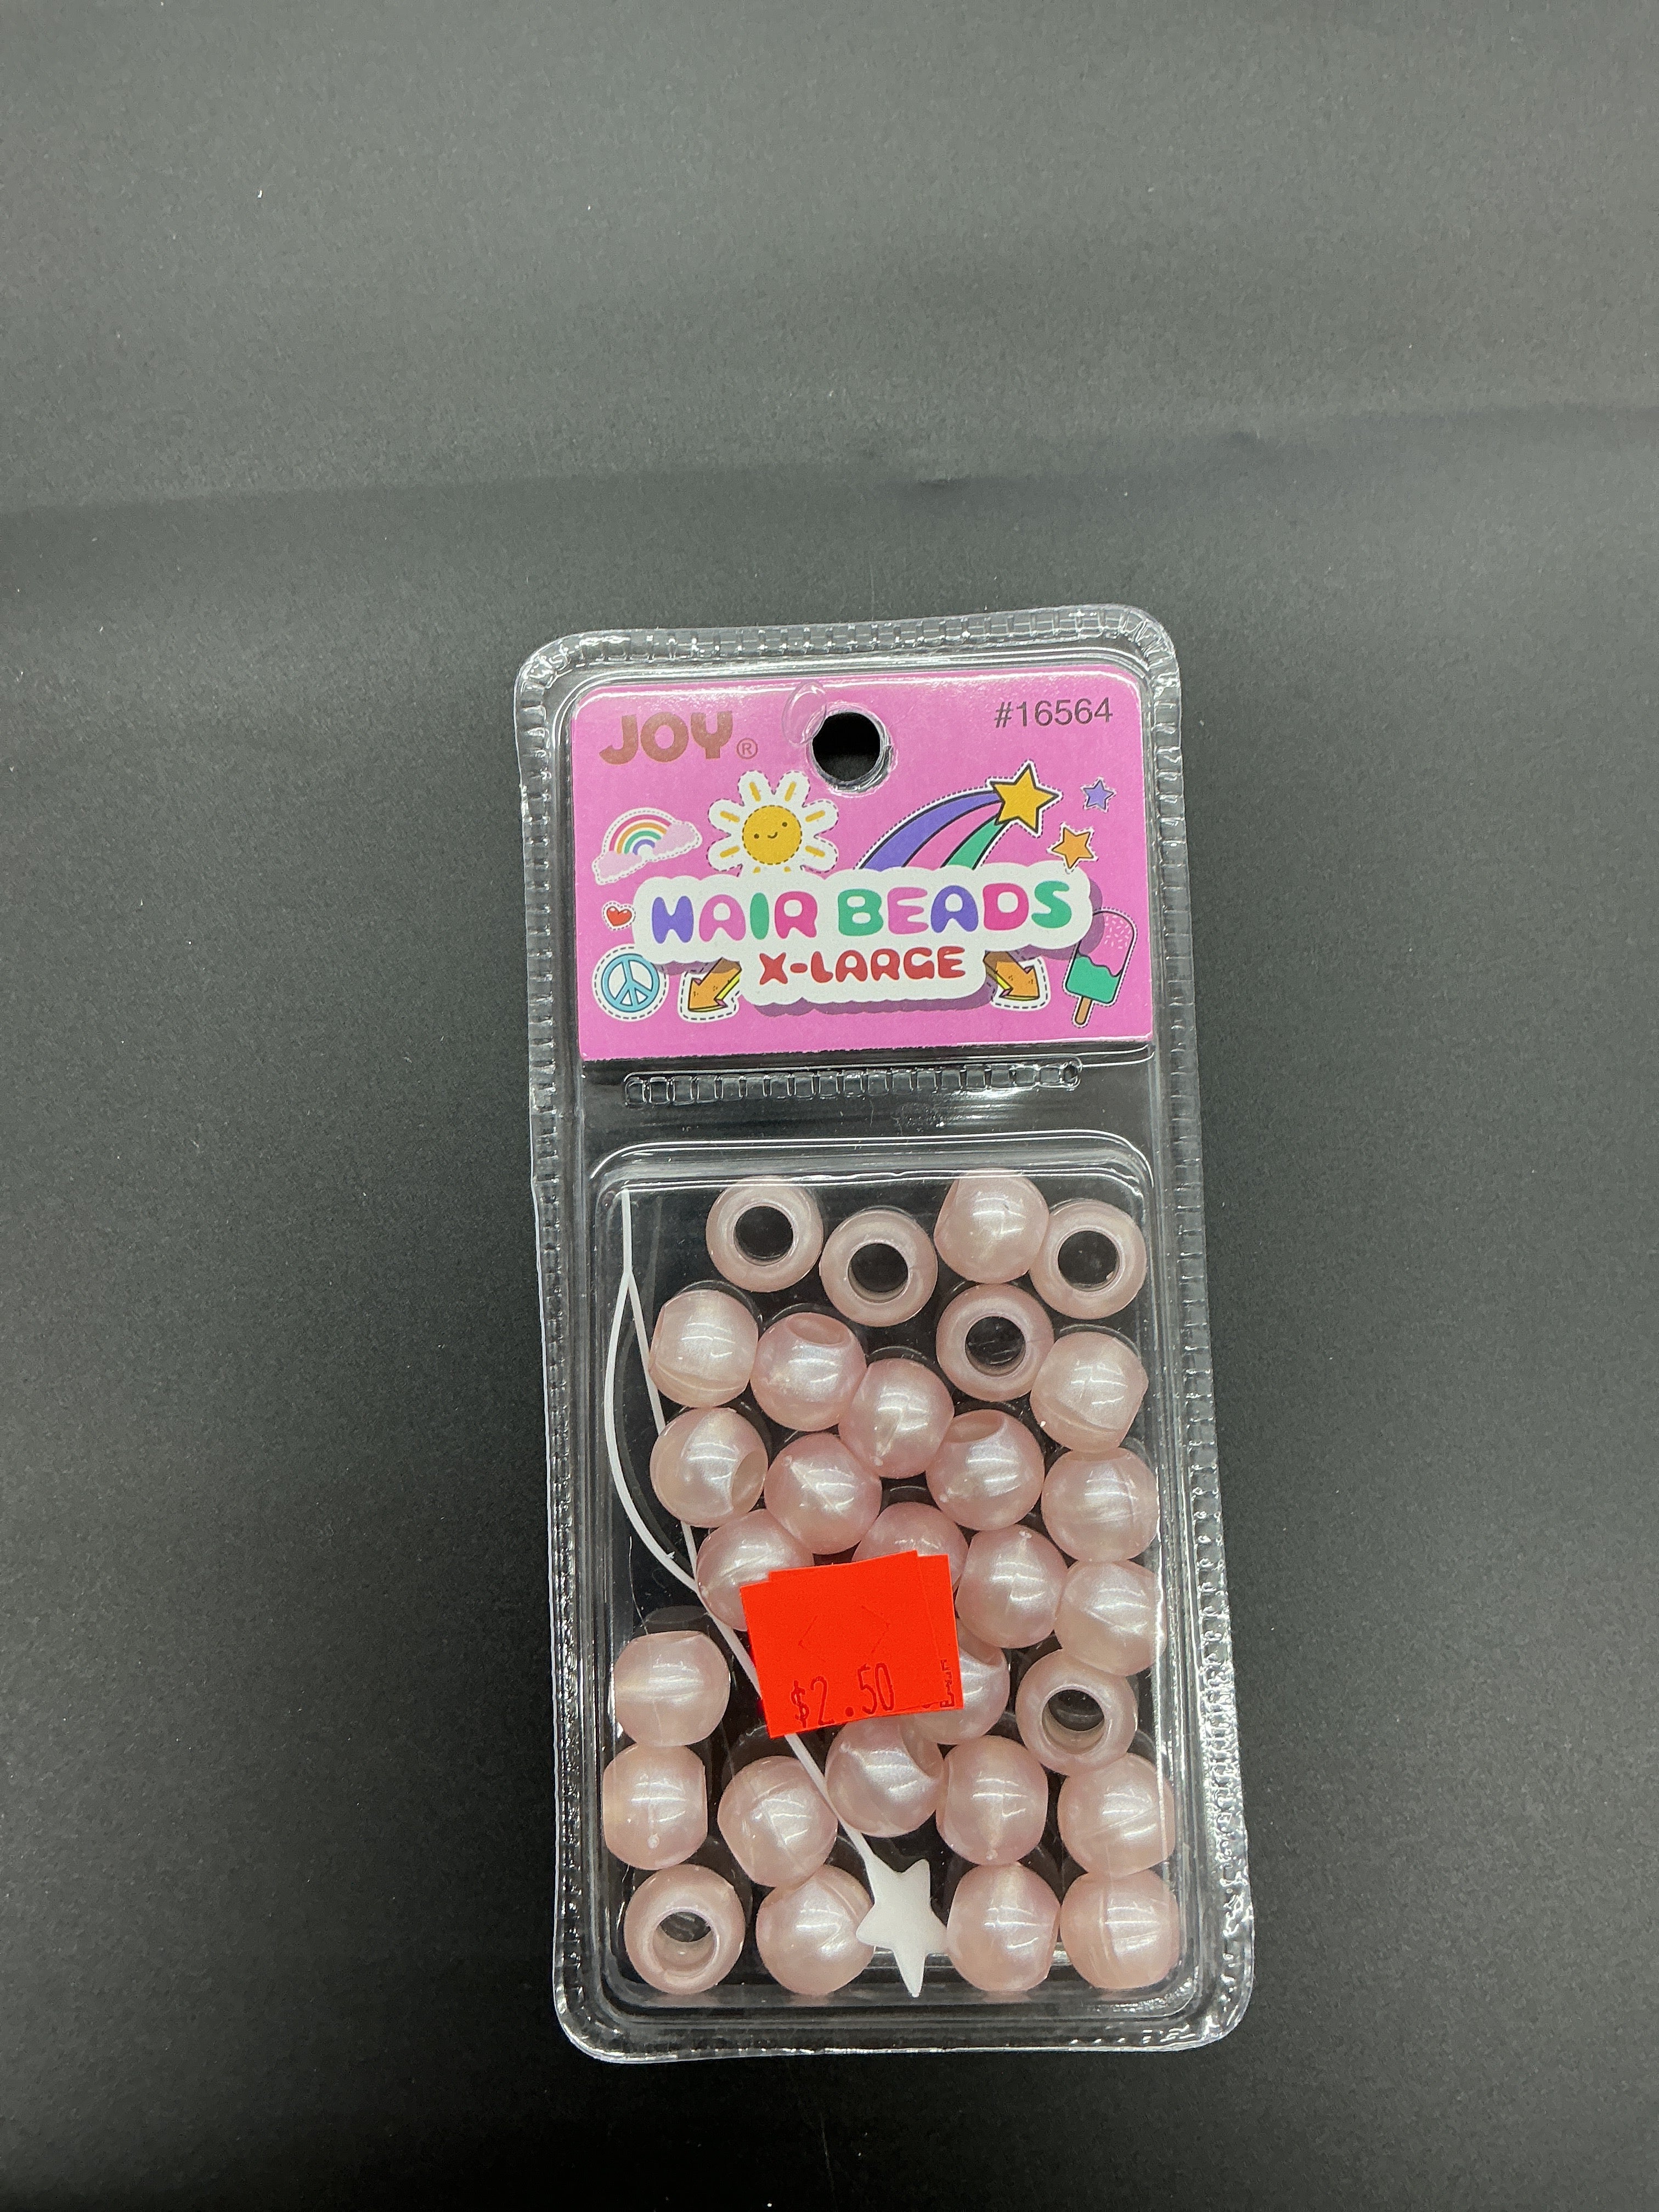 JOY®
#16564
HAIR BEADS
X-LARGE
$2.50